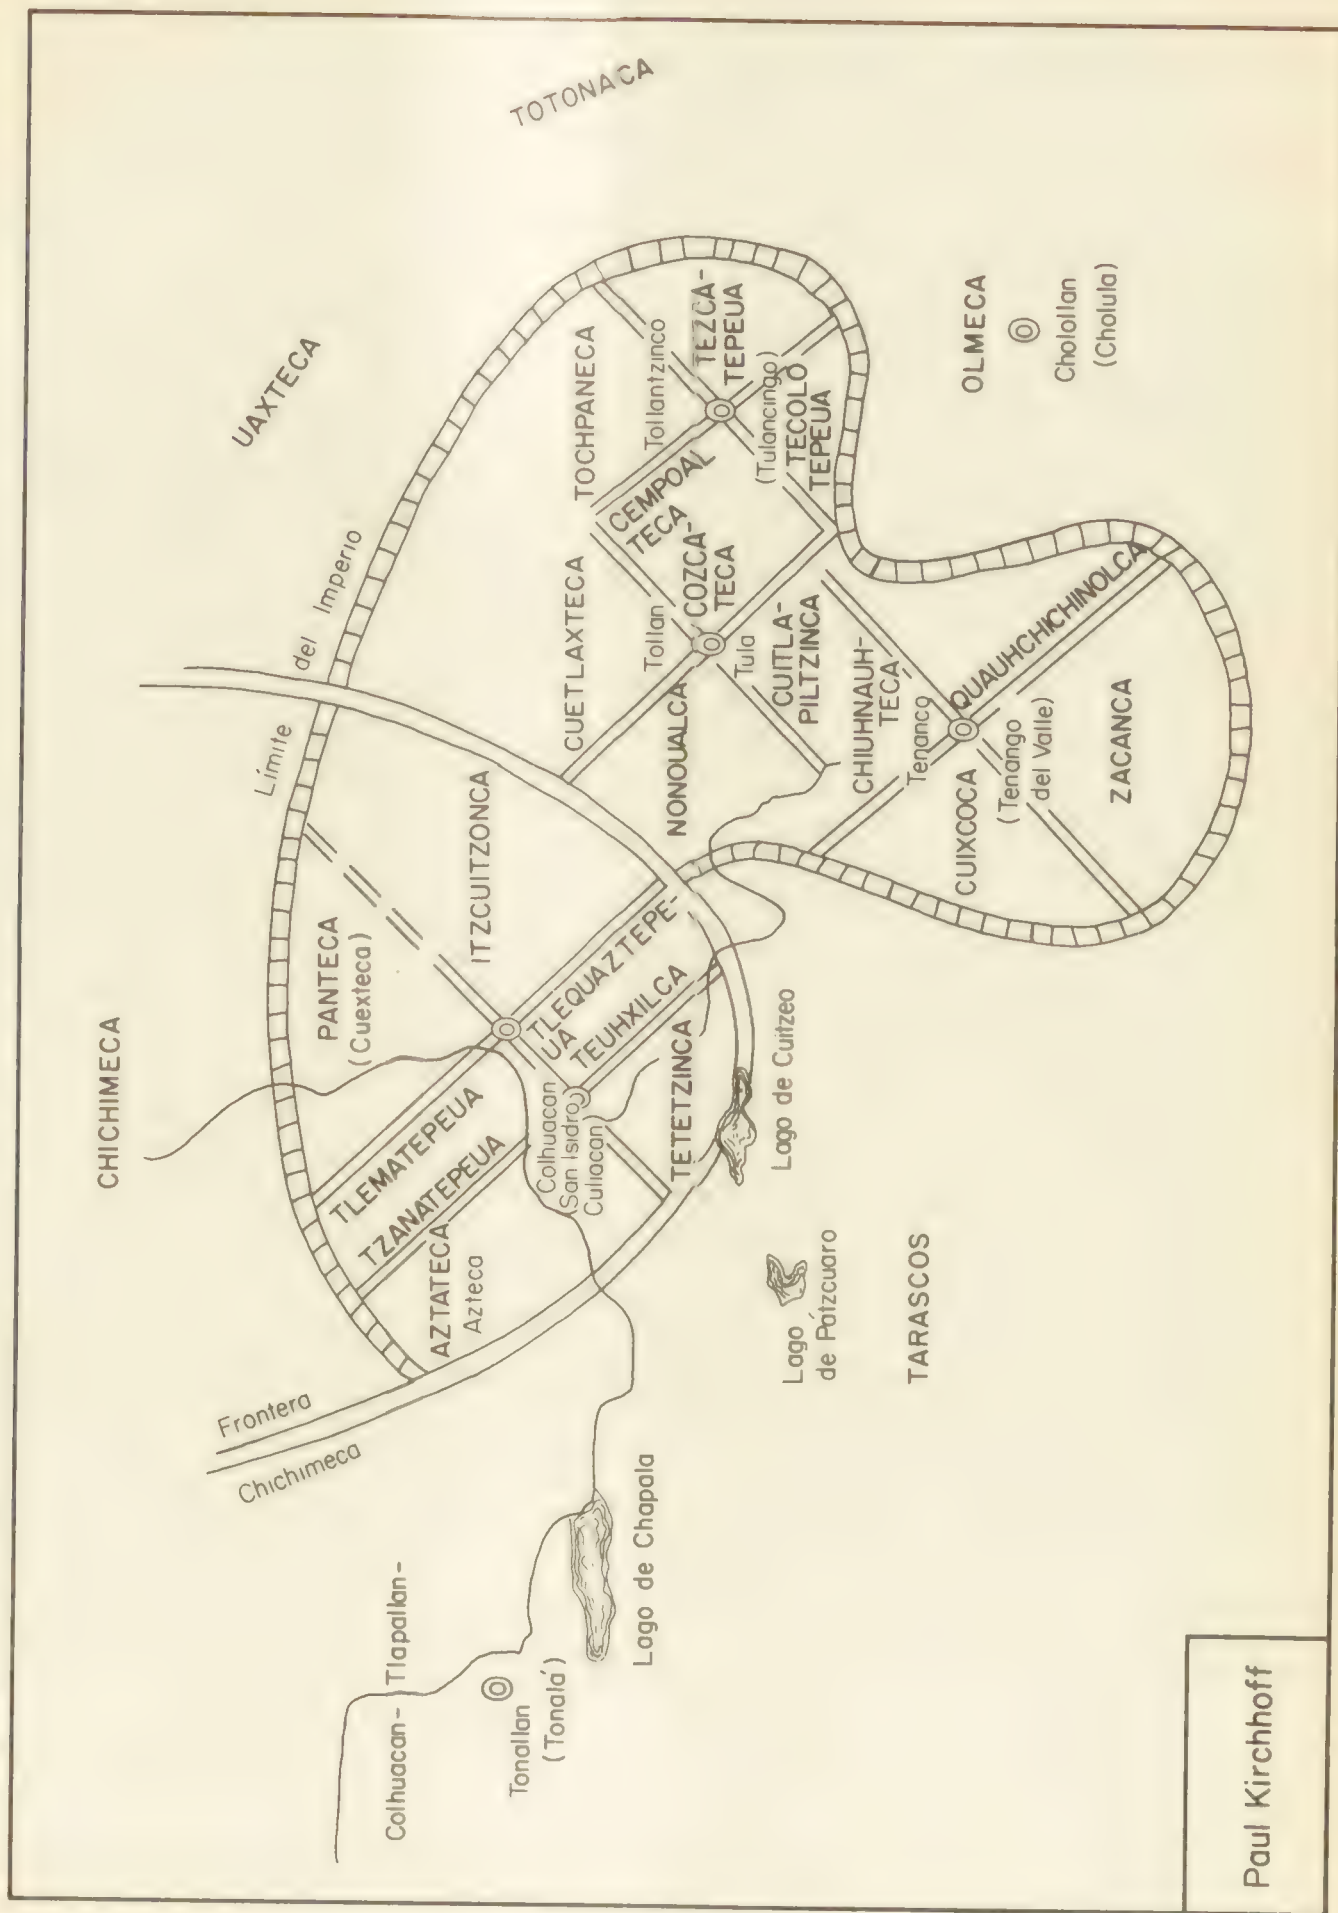 TOTONACA
UAXTECA
CHICHIMECA
Límite
del Imperio
PANTECA
(Cuexteca)
ITZCUITZONCA
CUETLAXTECA
TOCHPANECA
Tollantzinco
TEZCA-
TEPEUA
(Tulancingo)
TECOLO
TEPEUA
CEMPOAL
TECA
COZCA-
TECA
Tollan
Tula
NONOUALCA
CUITLA-
PILTZINCA
CHIUHNAUH-
TECA
Tenanco
QUAUHCHICHINOLCA
CUIXCOCA
(Tenango
del Valle)
ZACANCA
OLMECA
Cholollan
(Cholula)
TLEMATEPEUA
TZANATEPEUA
AZTATECA
Azteca
TLEQUAZTEPE-
UA
TEUHXILCA
Colhuacan
(San Isidro)
Culiacan
TETETZINCA
Lago de Cuitzeo
Lago
de Pátzcuaro
TARASCOS
Frontera
Chichimeca
Colhuacan- Tlapallan-
Tonallan
(Tonalá)
Lago de Chapala
Paul Kirchhoff